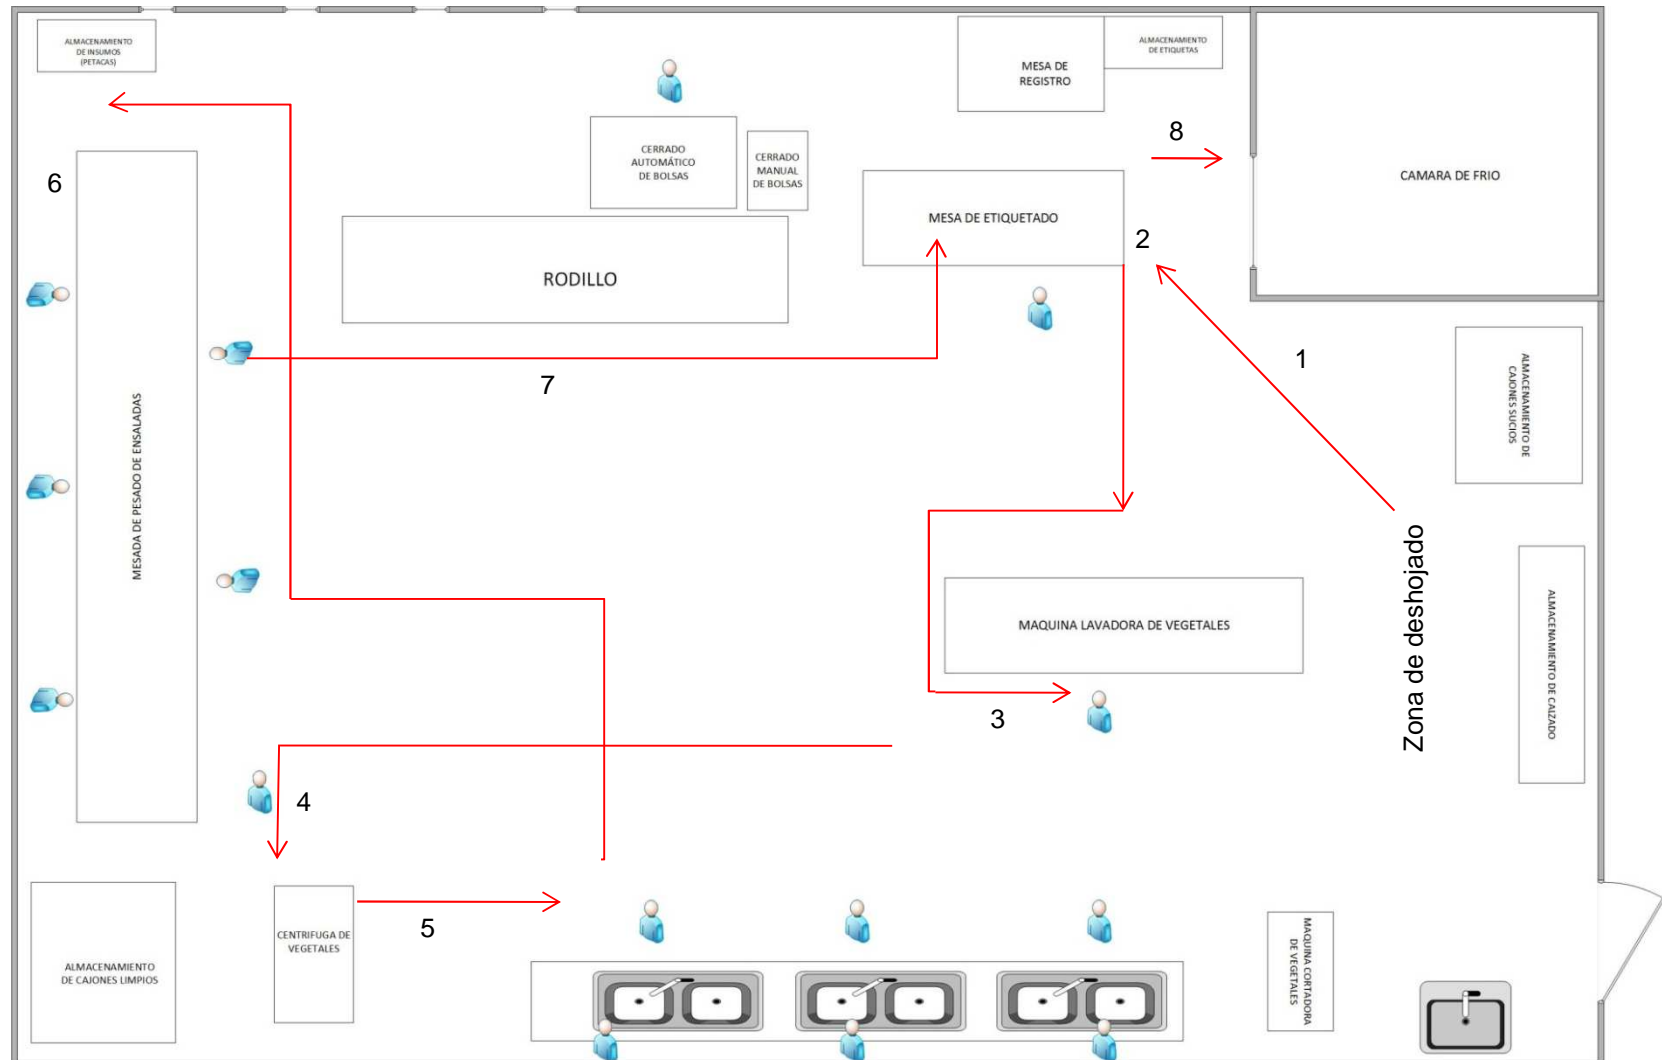 ALMACENAMIENTO
DE INSUMOS
(PETACAS)
MESA DE
REGISTRO
ALMACENAMIENTO
DE ETIQUETAS
8
CAMARA DE FRIO
CERRADO
AUTOMÁTICO
DE BOLSAS
CERRADO
MANUAL
DE BOLSAS
6
MESA DE ETIQUETADO
2
RODILLO
1
7
ALMACENAMIENTO DE
CAJONES SUCIOS
MESADA DE PESADO DE ENSALADAS
Zona de deshojado
MAQUINA LAVADORA DE VEGETALES
ALMACENAMIENTO DE CALZADO
3
4
5
CENTRIFUGA DE
VEGETALES
ALMACENAMIENTO
DE CAJONES LIMPIOS
MAQUINA CORTADORA
DE VEGETALES